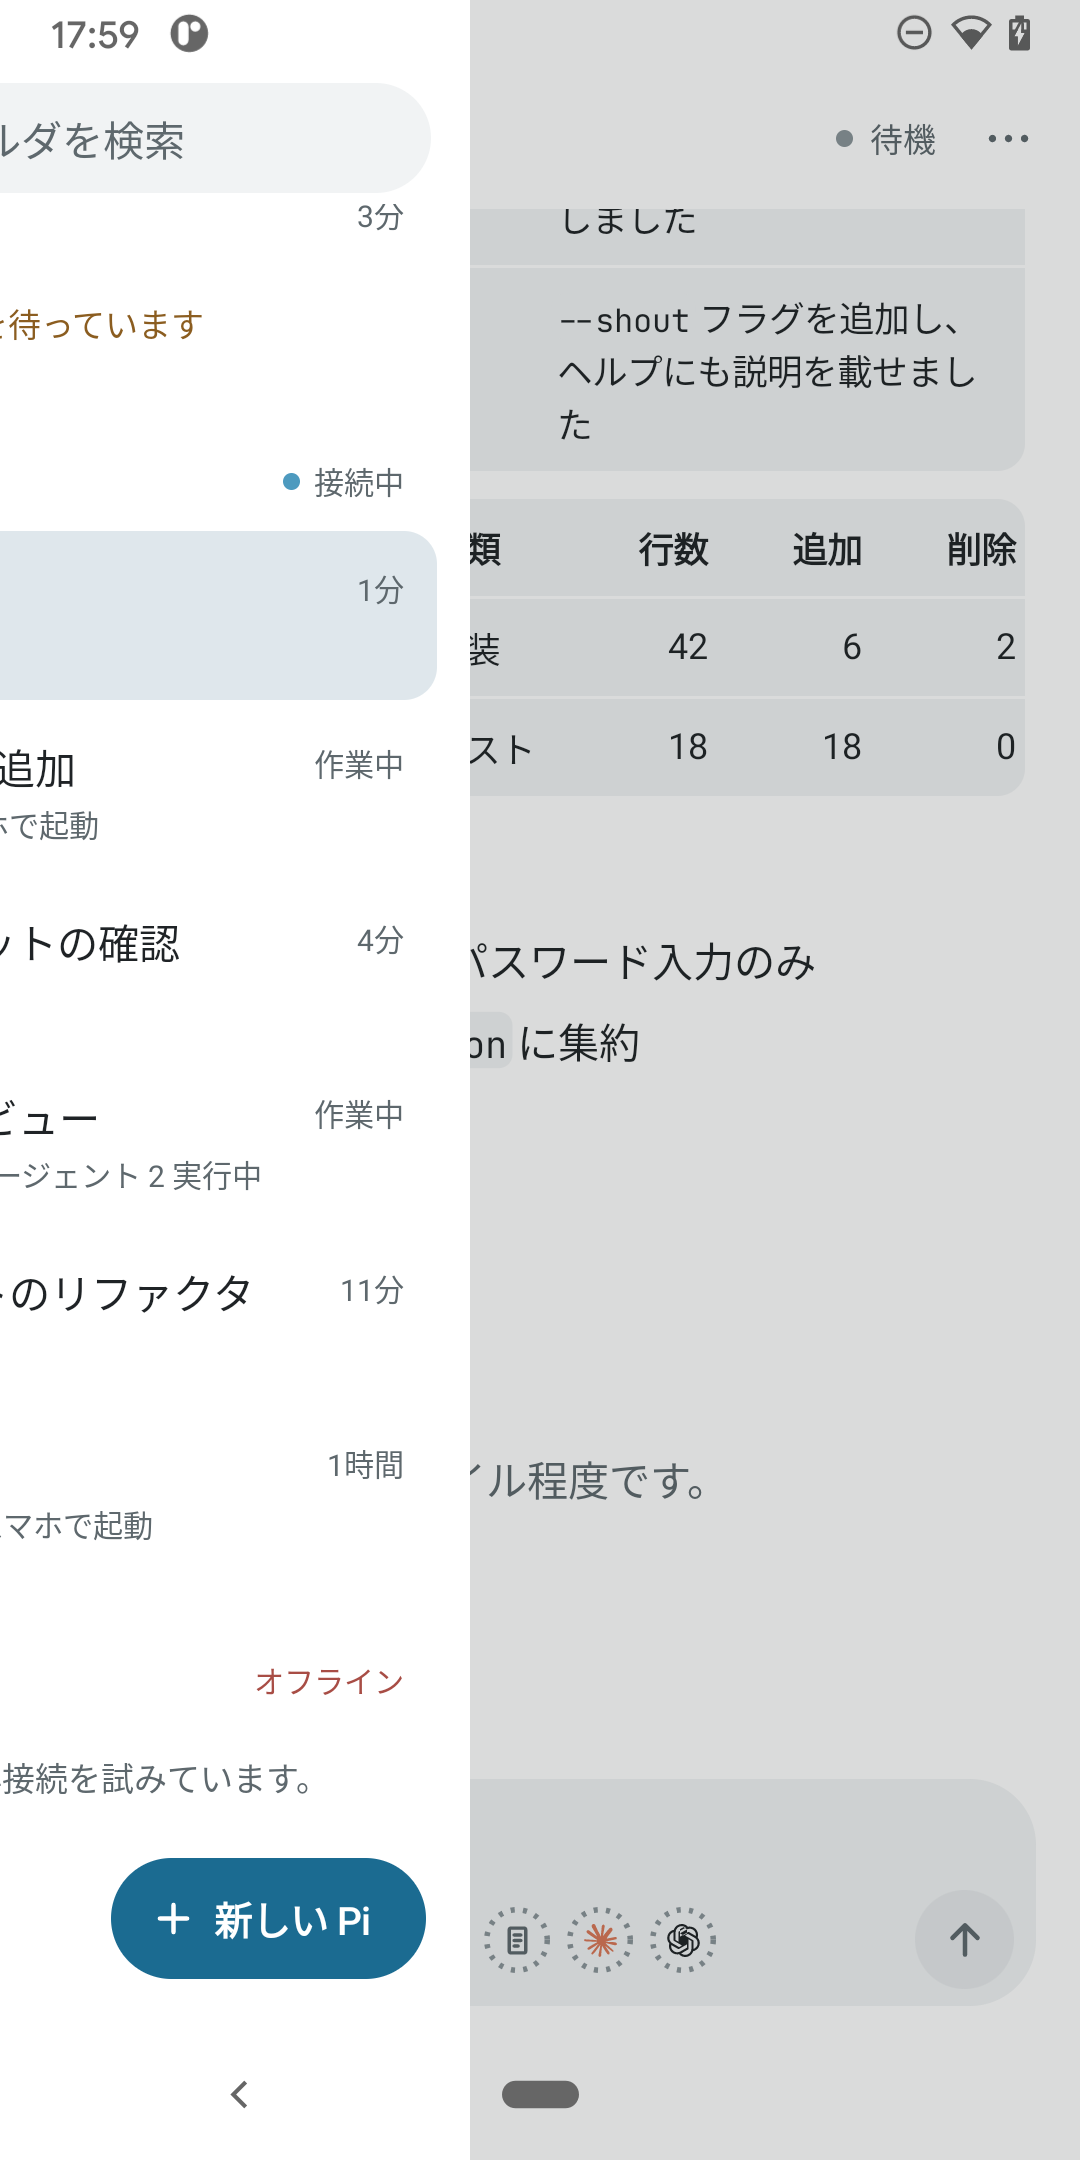 17:59
ルダを検索
3分
を待っています
接続中
1分
追加
作業中
ホで起動
ットの確認
4分
ビュー
作業中
ージェント 2 実行中
のリファクタ
11分
1時間
スマホで起動
オフライン
接続を試みています。
+ 新しい Pi
待機
しました
--shout フラグを追加し、
ヘルプにも説明を載せまし
た
類 行数 追加 削除
装 42 6 2
スト 18 18 0
パスワード入力のみ
on に集約
イル程度です。